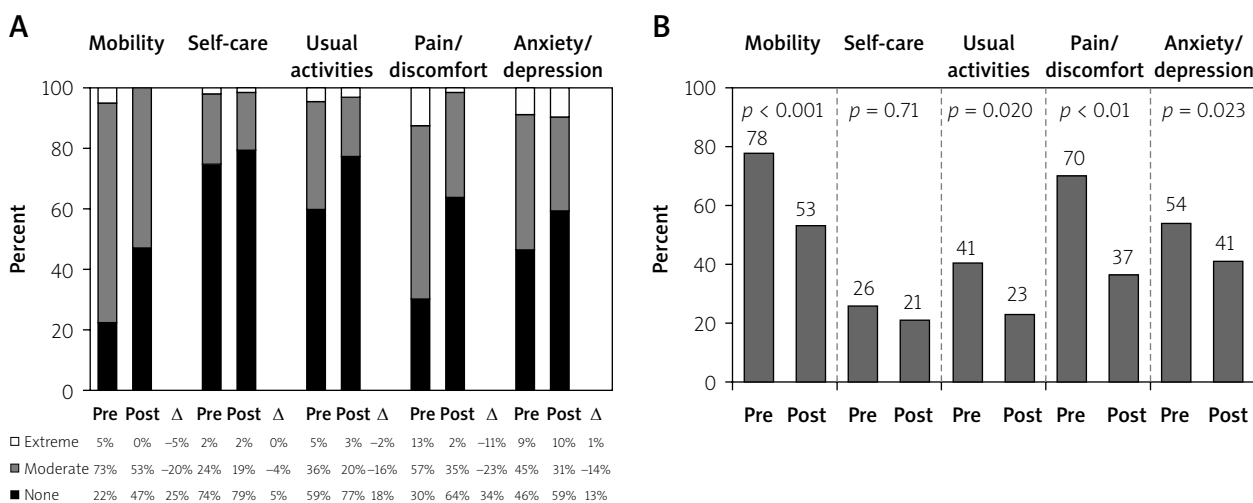 A
Mobility Self-care Usual activities Pain/ discomfort Anxiety/ depression
100
80
60
40
20
0
Percent
Pre Post Δ Pre Post Δ Pre Post Δ Pre Post Δ Pre Post Δ
Extreme 5% 0% –5% 2% 2% 0% 5% 3% –2% 13% 2% –11% 9% 10% 1%
Moderate 73% 53% –20% 24% 19% –4% 36% 20% –16% 57% 35% –23% 45% 31% –14%
None 22% 47% 25% 74% 79% 5% 59% 77% 18% 30% 64% 34% 46% 59% 13%
B
Mobility Self-care Usual activities Pain/ discomfort Anxiety/ depression
p < 0.001 p = 0.71 p = 0.020 p < 0.01 p = 0.023
100
80
60
40
20
0
Percent
78 53 26 21 41 23 70 37 54 41
Pre Post Pre Post Pre Post Pre Post Pre Post